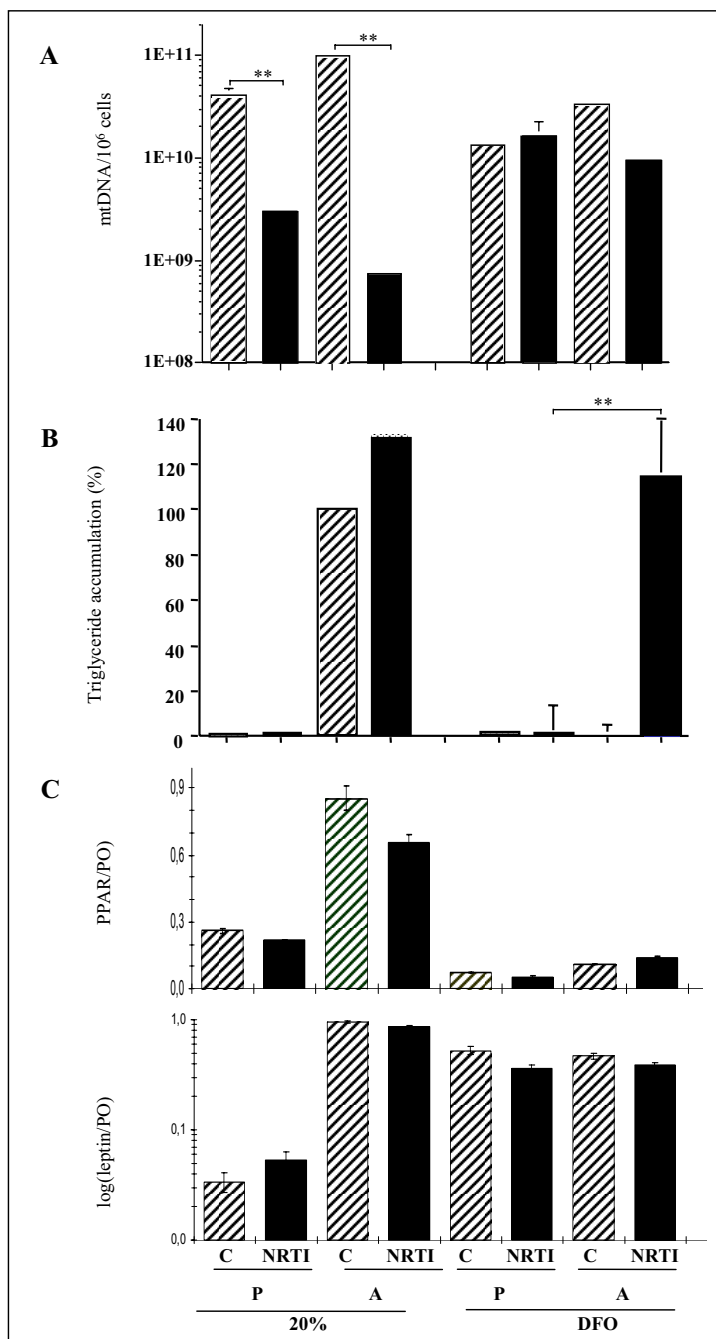 A
** **
1E+11
1E+10
1E+09
1E+08
mtDNA/10⁶ cells
B
**
140
120
100
80
60
40
20
0
Triglyceride accumulation (%)
C
0,9
0,6
0,3
0,0
PPAR/PO)
1,0
0,1
0,0
log(leptin/PO)
C NRTI C NRTI C NRTI C NRTI
P A P A
20% DFO